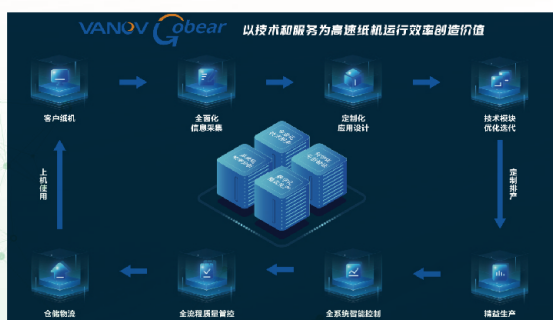 VANOV Gobear 以技术和服务为高速纸机运行效率创造价值
客户纸机
全面化
信息采集
定制化
应用设计
技术模块
优化迭代
上机使用
定制排产
仓储物流
全流程质量管控
全系统智能控制
精益生产